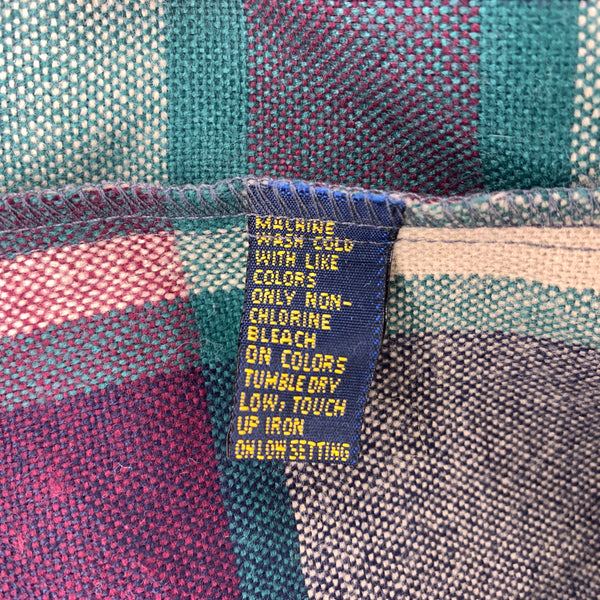 MACHINE
WASH COLD
WITH LIKE
COLORS
ONLY NON-
CHLORINE
BLEACH
ON COLORS
TUMBLE DRY
LOW, TOUCH
UP IRON
ON LOW SETTING